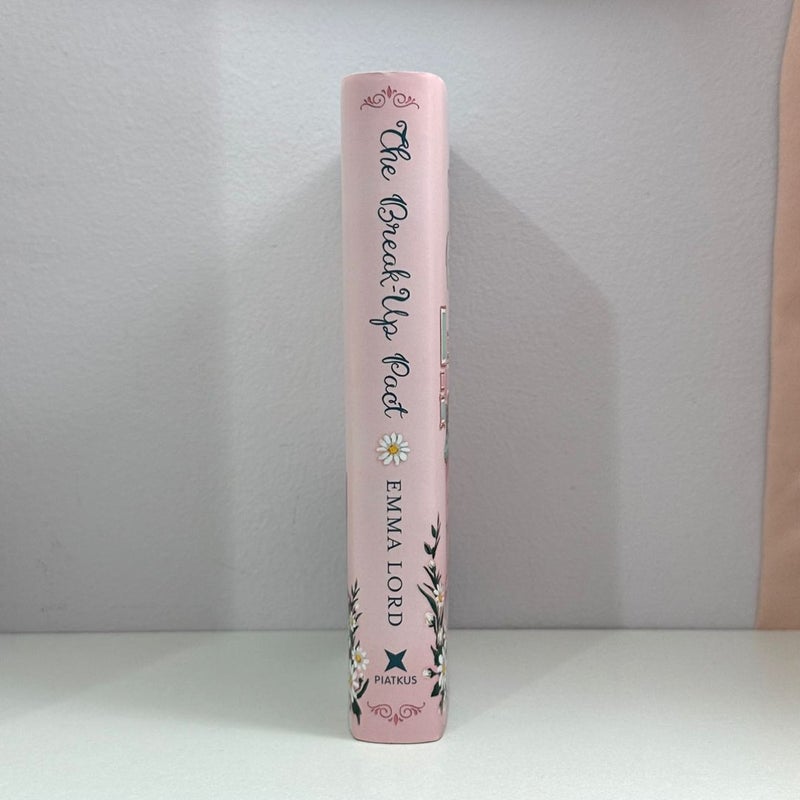 The Break-Up Pact
EMMA LORD
PIATKUS